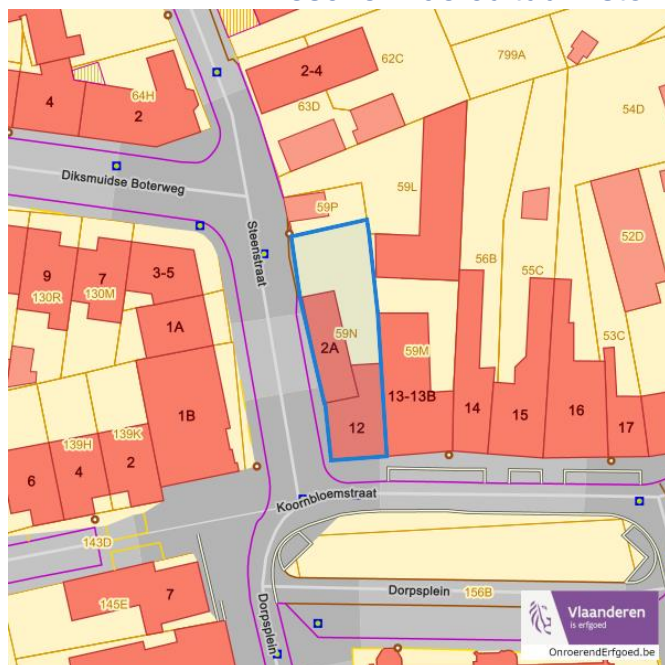 4
64H
2
2-4
62C
799A
63D
54D
Diksmuidse Boterweg
Steenstraat
59P
59L
52D
9
130R
7
130M
3-5
1A
2A
59N
59M
56B
55C
53C
1B
12
13-13B
14
15
16
17
6
139H
4
139K
2
Koornbloemstraat
143D
145E
7
Dorpsplein
Dorpsplein
156B
Vlaanderen
is erfgoed
OnroerendErfgoed.be